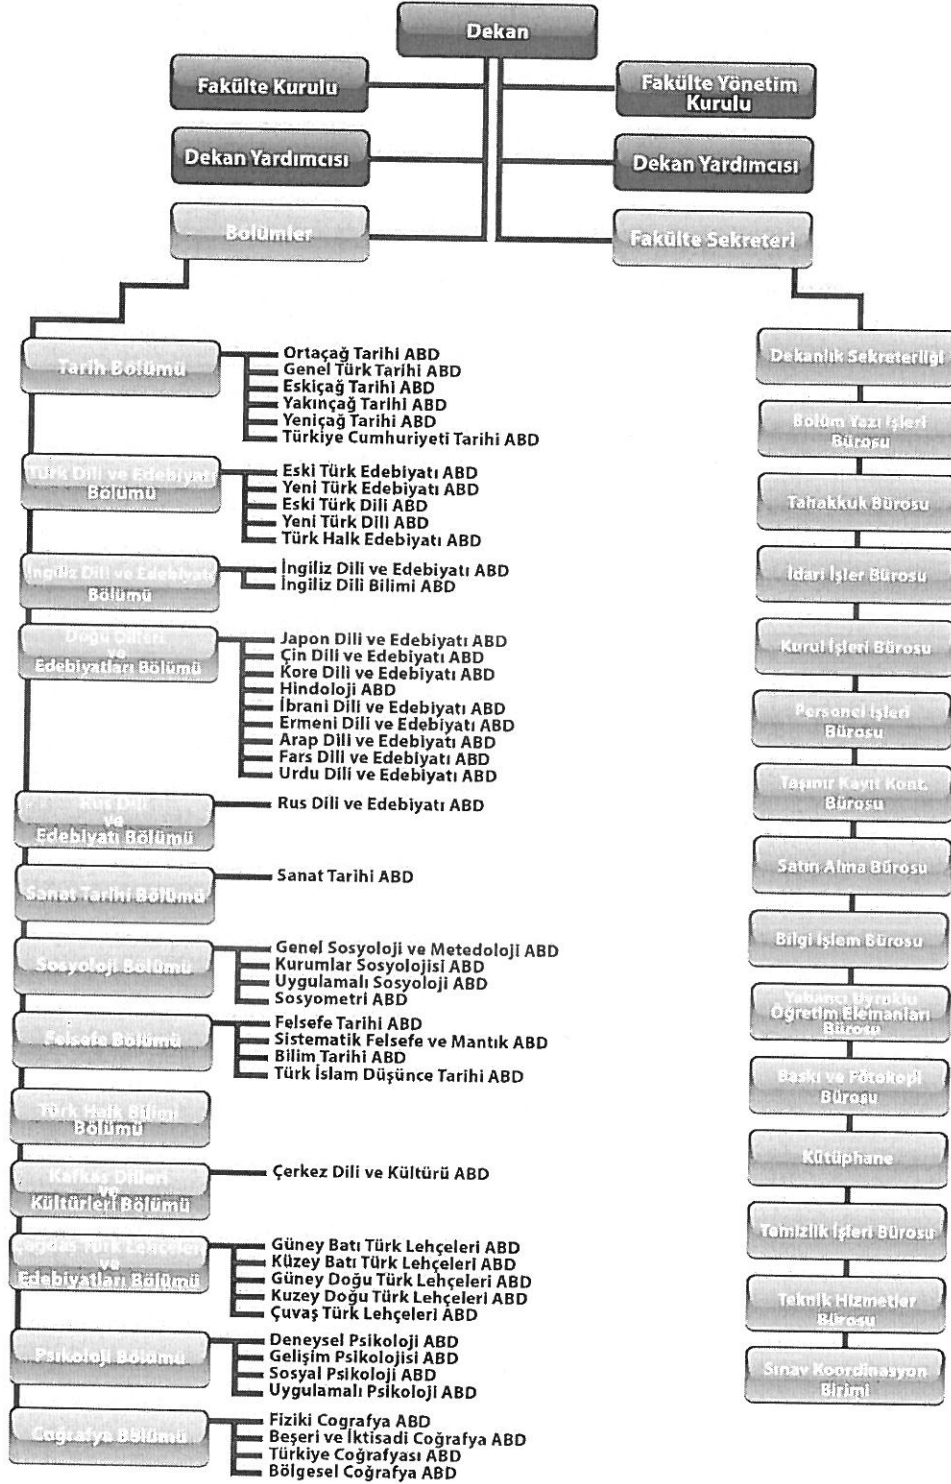 Dekan
Fakülte Kurulu
Fakülte Yönetim
Kurulu
Dekan Yardımcısı
Dekan Yardımcısı
Bölümler
Fakülte Sekreteri
Tarih Bölümü
Ortaçağ Tarihi ABD
Genel Türk Tarihi ABD
Eskiçağ Tarihi ABD
Yakınçağ Tarihi ABD
Yeniçağ Tarihi ABD
Türkiye Cumhuriyeti Tarihi ABD
Türk Dili ve Edebiyatı
Bölümü
Eski Türk Edebiyatı ABD
Yeni Türk Edebiyatı ABD
Eski Türk Dili ABD
Yeni Türk Dili ABD
Türk Halk Edebiyatı ABD
İngiliz Dili ve Edebiyatı
Bölümü
İngiliz Dili ve Edebiyatı ABD
İngiliz Dili Bilimi ABD
Doğu Dilleri
ve
Edebiyatları Bölümü
Japon Dili ve Edebiyatı ABD
Çin Dili ve Edebiyatı ABD
Kore Dili ve Edebiyatı ABD
Hindoloji ABD
İbrani Dili ve Edebiyatı ABD
Ermeni Dili ve Edebiyatı ABD
Arap Dili ve Edebiyatı ABD
Fars Dili ve Edebiyatı ABD
Urdu Dili ve Edebiyatı ABD
Rus Dili
ve
Edebiyatı Bölümü
Rus Dili ve Edebiyatı ABD
Sanat Tarihi Bölümü
Sanat Tarihi ABD
Sosyoloji Bölümü
Genel Sosyoloji ve Metedoloji ABD
Kurumlar Sosyolojisi ABD
Uygulamalı Sosyoloji ABD
Sosyometri ABD
Felsefe Bölümü
Felsefe Tarihi ABD
Sistematik Felsefe ve Mantık ABD
Bilim Tarihi ABD
Türk İslam Düşünce Tarihi ABD
Türk Halk Bilimi
Bölümü
Kafkas Dilleri
ve
Kültürleri Bölümü
Çerkez Dili ve Kültürü ABD
Çağdaş Türk Lehçeleri
ve
Edebiyatları Bölümü
Güney Batı Türk Lehçeleri ABD
Küzey Batı Türk Lehçeleri ABD
Güney Doğu Türk Lehçeleri ABD
Kuzey Doğu Türk Lehçeleri ABD
Çuvaş Türk Lehçeleri ABD
Psikoloji Bölümü
Deneysel Psikoloji ABD
Gelişim Psikolojisi ABD
Sosyal Psikoloji ABD
Uygulamalı Psikoloji ABD
Coğrafya Bölümü
Fiziki Cografya ABD
Beşeri ve İktisadi Coğrafya ABD
Türkiye Coğrafyası ABD
Bölgesel Coğrafya ABD
Dekanlık Sekreterliği
Bölüm Yazı İşleri
Bürosu
Tahakkuk Bürosu
İdari İşler Bürosu
Kurul İşleri Bürosu
Personel İşleri
Bürosu
Taşınır Kayıt Kont.
Bürosu
Satın Alma Bürosu
Bilgi İşlem Bürosu
Yabancı Uyruklu
Öğretim Elemanları
Bürosu
Baskı ve Fotokopi
Bürosu
Kütüphane
Temizlik İşleri Bürosu
Teknik Hizmetler
Bürosu
Sınav Koordinasyon
Birimi